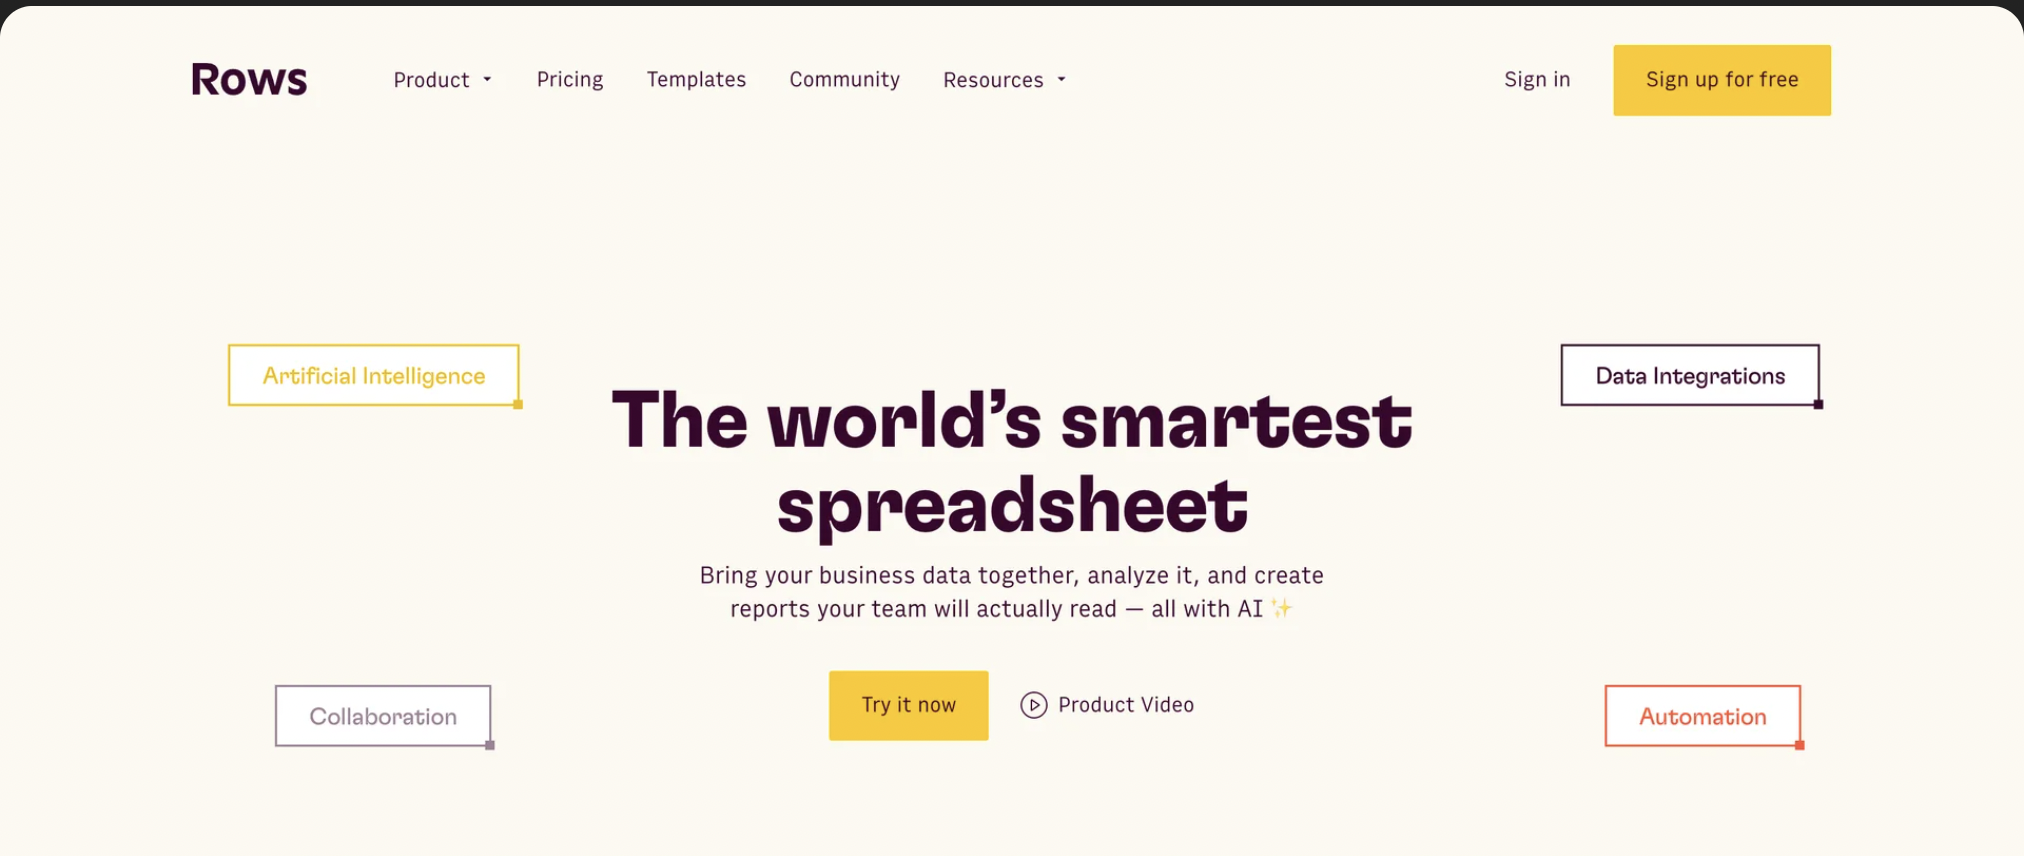 Rows
Product
Pricing
Templates
Community
Resources
Sign in
Sign up for free
Artificial Intelligence
Data Integrations
The world’s smartest
spreadsheet
Bring your business data together, analyze it, and create
reports your team will actually read — all with AI ✨
Try it now
Product Video
Collaboration
Automation